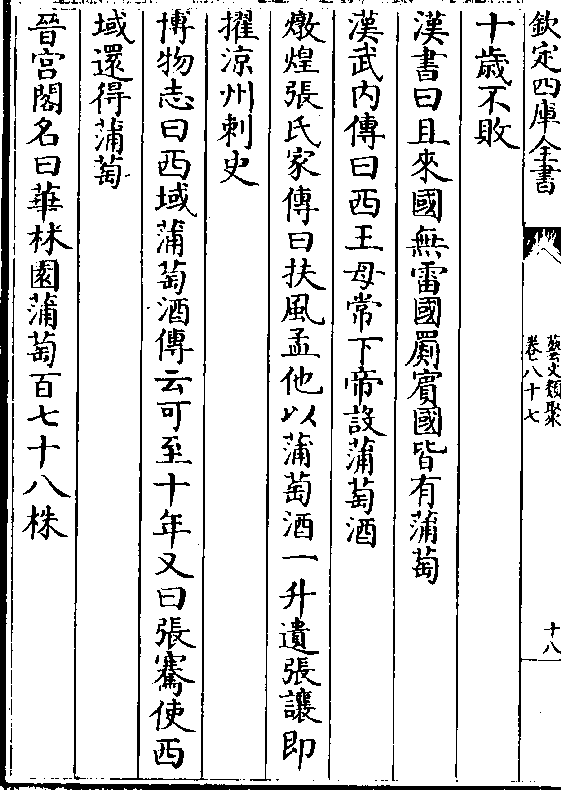 欽定四庫全書
藝文類聚
卷八十七
十八
十歲不敗
漢書曰且來國無雷國罽賓國皆有蒲萄
漢武內傳曰西王母常下帝設蒲萄酒
燉煌張氏家傳曰扶風孟他以蒲萄酒一升遺張讓即
擢涼州刺史
博物志曰西域蒲萄酒傳云可至十年又曰張騫使西
域還得蒲萄
晉宮閣名曰華林園蒲萄百七十八株